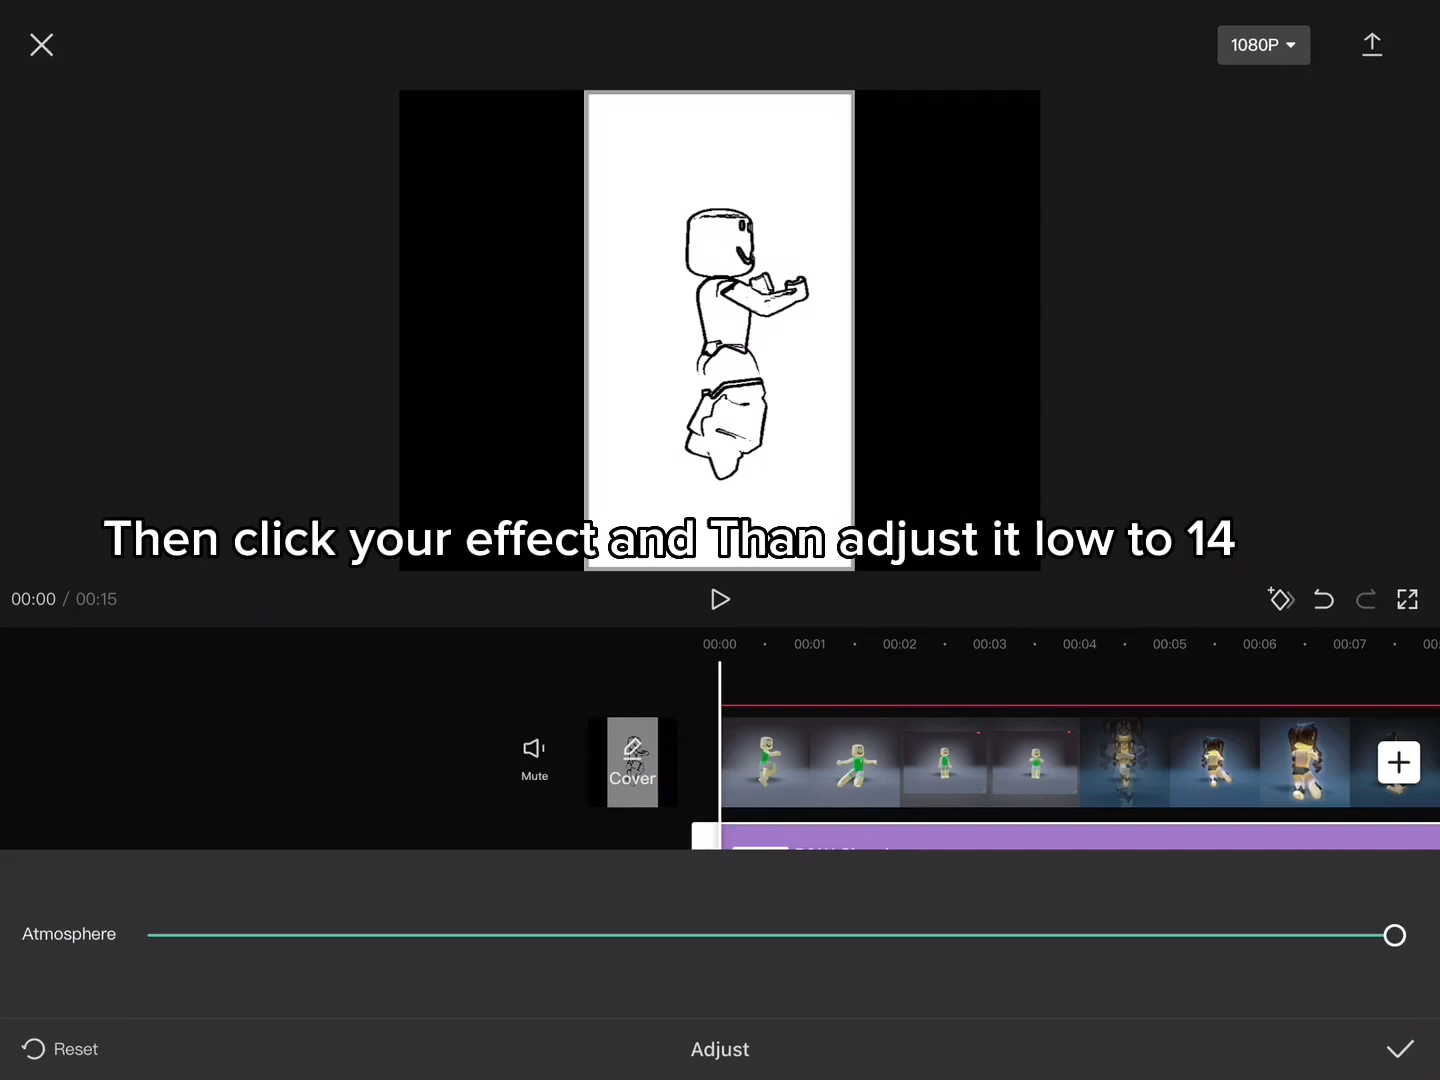 1080P
Then click your effect and Than adjust it low to 14
00:00 / 00:15
00:00 00:01 00:02 00:03 00:04 00:05 00:06 00:07 00:
Mute
Cover
Atmosphere
Reset
Adjust